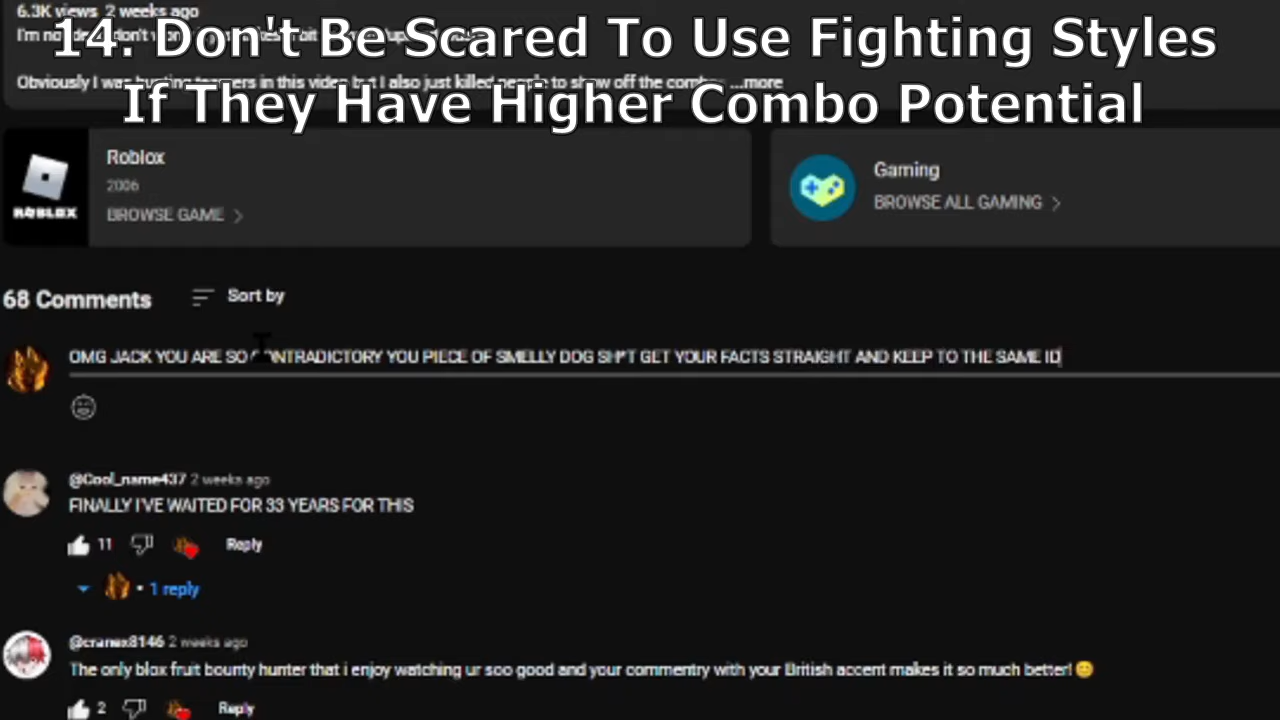 6.3K views 2 weeks ago
14. Don't Be Scared To Use Fighting Styles
If They Have Higher Combo Potential
Obviously I was hunting teamers in this video but I also just killed people to show off the combos ...more
Roblox
2006
BROWSE GAME
ROBLOX
Gaming
BROWSE ALL GAMING
68 Comments
Sort by
OMG JACK YOU ARE SO CONTRADICTORY YOU PIECE OF SMELLY DOG SH*T GET YOUR FACTS STRAIGHT AND KEEP TO THE SAME ID
@Cool_name437 2 weeks ago
FINALLY I'VE WAITED FOR 33 YEARS FOR THIS
11 Reply
1 reply
@cranex8146 2 weeks ago
The only blox fruit bounty hunter that i enjoy watching ur soo good and your commentry with your British accent makes it so much better! 😊
2 Reply